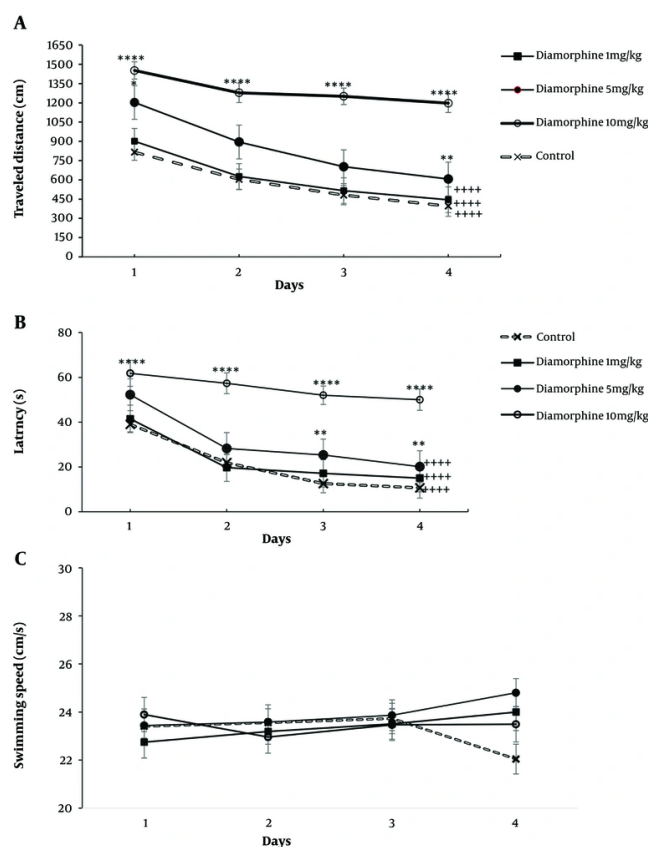 A
Traveled distance (cm)
1650
1500
1350
1200
1050
900
750
600
450
300
150
0
****
*
****
****
****
**
++++
++++
++++
1 2 3 4
Days
Diamorphine 1mg/kg
Diamorphine 5mg/kg
Diamorphine 10mg/kg
Control
B
Latrncy (s)
80
60
40
20
0
****
****
****
****
**
**
++++
++++
++++
1 2 3 4
Days
Control
Diamorphine 1mg/kg
Diamorphine 5mg/kg
Diamorphine 10mg/kg
C
Swimming speed (cm/s)
30
28
26
24
22
20
1 2 3 4
Days